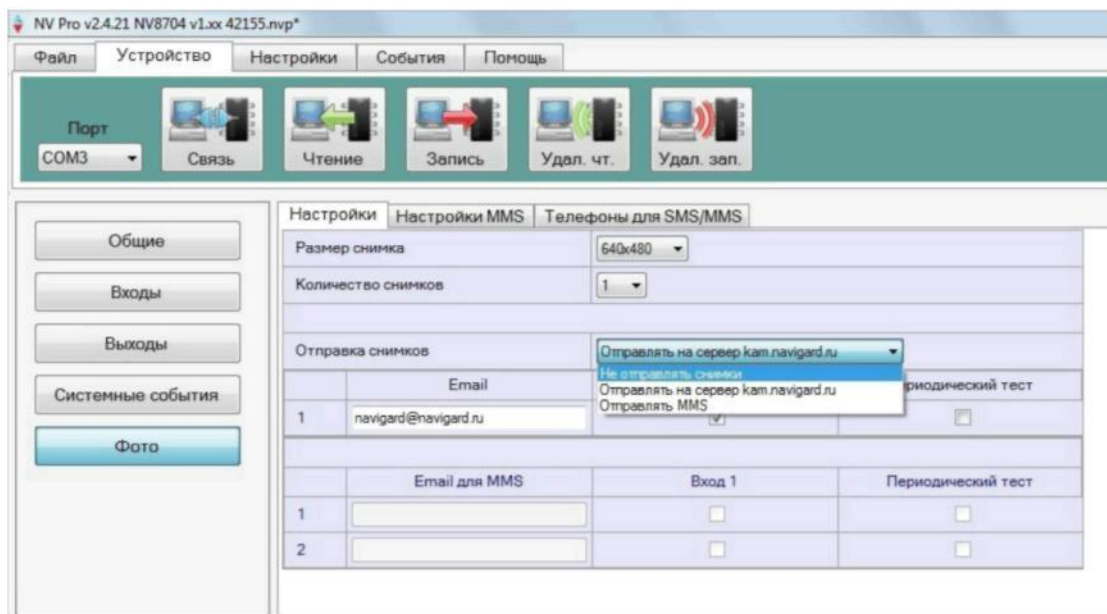 NV Pro v2.4.21 NV8704 v1.xx 42155.nvp*
Файл Устройство Настройки События Помощь
Порт
COM3 Связь Чтение Запись Удал. чт. Удал. зап.
Настройки Настройки MMS Телефоны для SMS/MMS
Общие
Входы
Выходы
Системные события
Фото
Размер снимка 640x480
Количество снимков 1
Отправка снимков Отправлять на сервер kam.navigard.ru
Не отправлять снимки
Отправлять на сервер kam.navigard.ru
Отправлять MMS
Email ериодический тест
1 navigard@navigard.ru
Email для MMS Вход 1 Периодический тест
1
2